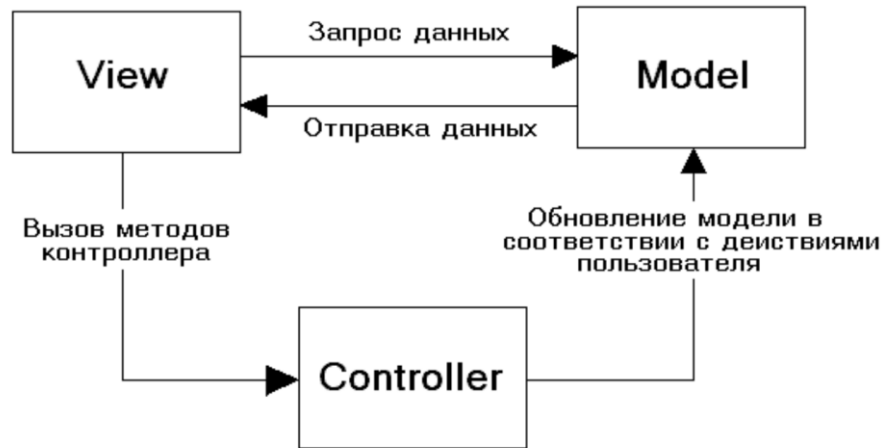 Запрос данных
View
Model
Отправка данных
Вызов методов
контроллера
Обновление модели в
соответствии с деиствиями
пользователя
Controller